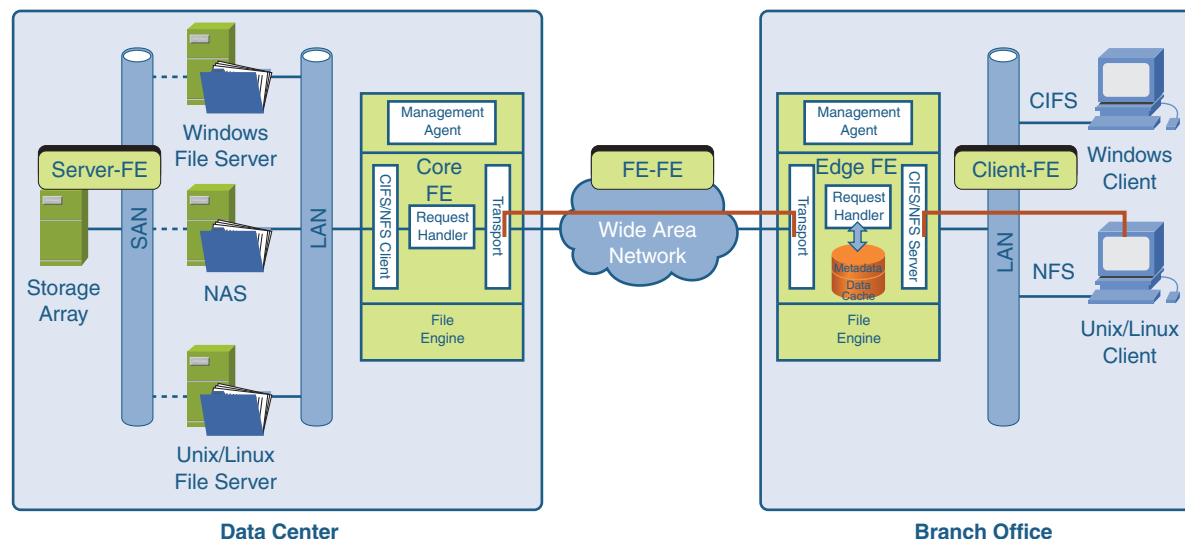 Windows
File Server
Server-FE
SAN
Storage
Array
NAS
Unix/Linux
File Server
LAN
Management
Agent
Core
FE
CIFS/NFS Client
Request
Handler
Transport
File
Engine
Data Center
FE-FE
Wide Area
Network
Management
Agent
Edge FE
Transport
Request
Handler
Metadata
Data
Cache
CIFS/NFS Server
File
Engine
Client-FE
LAN
CIFS
Windows
Client
NFS
Unix/Linux
Client
Branch Office